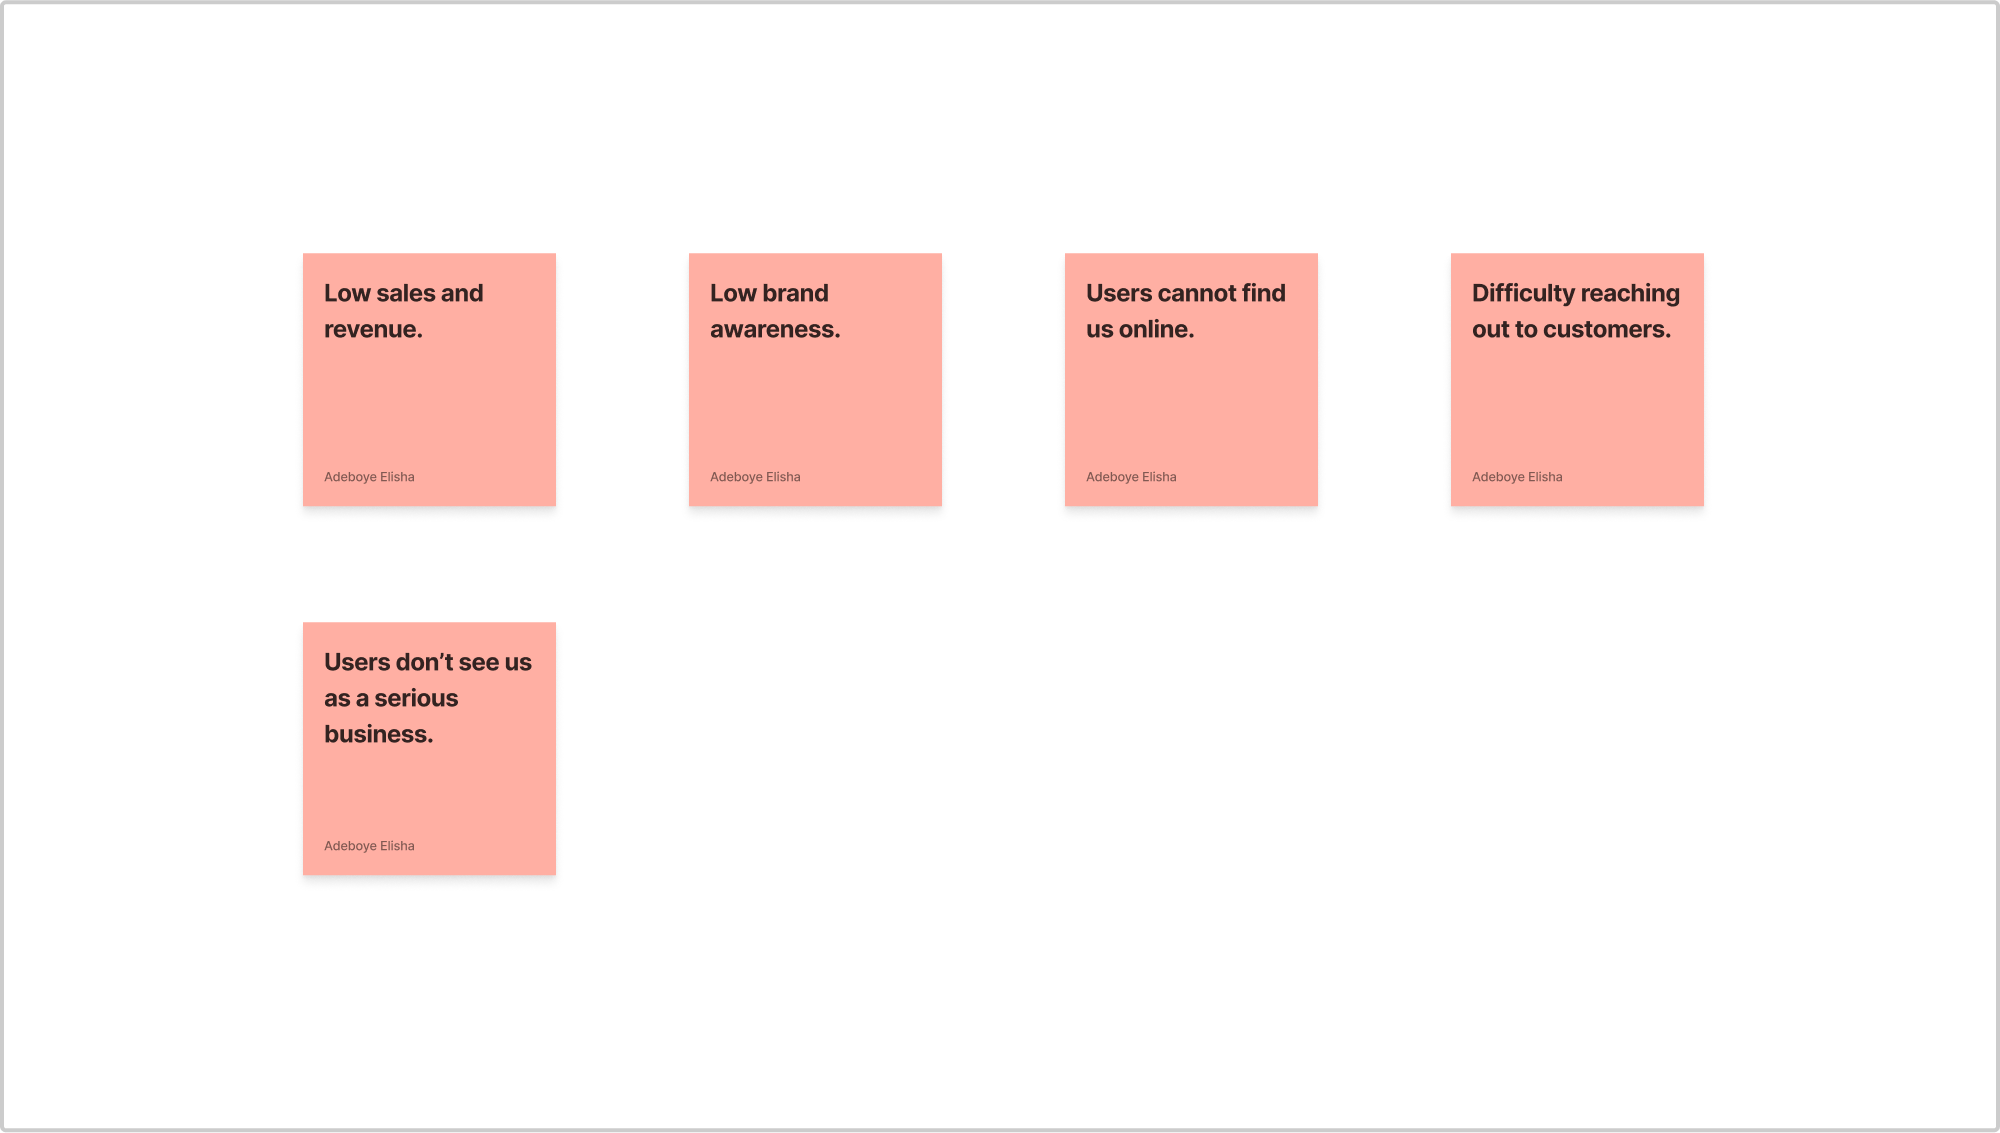 Low sales and
revenue.
Adeboye Elisha
Low brand
awareness.
Adeboye Elisha
Users cannot find
us online.
Adeboye Elisha
Difficulty reaching
out to customers.
Adeboye Elisha
Users don’t see us
as a serious
business.
Adeboye Elisha